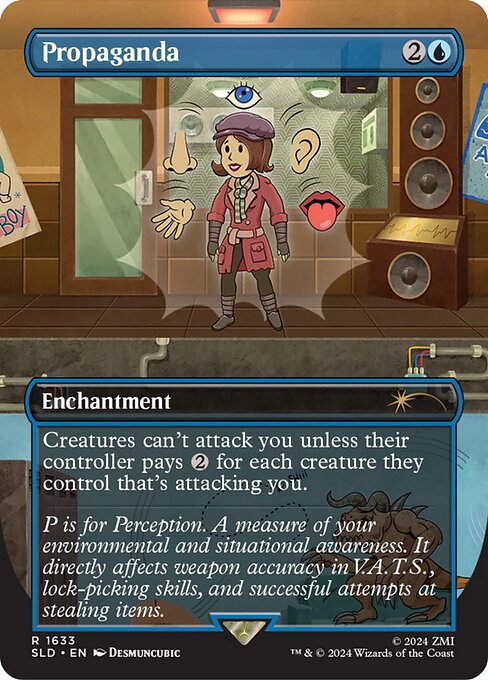 Propaganda 2
BOY
A
Enchantment
Creatures can't attack you unless their
controller pays 2 for each creature they
control that's attacking you.
P is for Perception. A measure of your
environmental and situational awareness. It
directly affects weapon accuracy in V.A.T.S.,
lock-picking skills, and successful attempts at
stealing items.
R 1633
SLD • EN DESMUNCUBIC
© 2024 ZMI
™ & © 2024 Wizards of the Coast